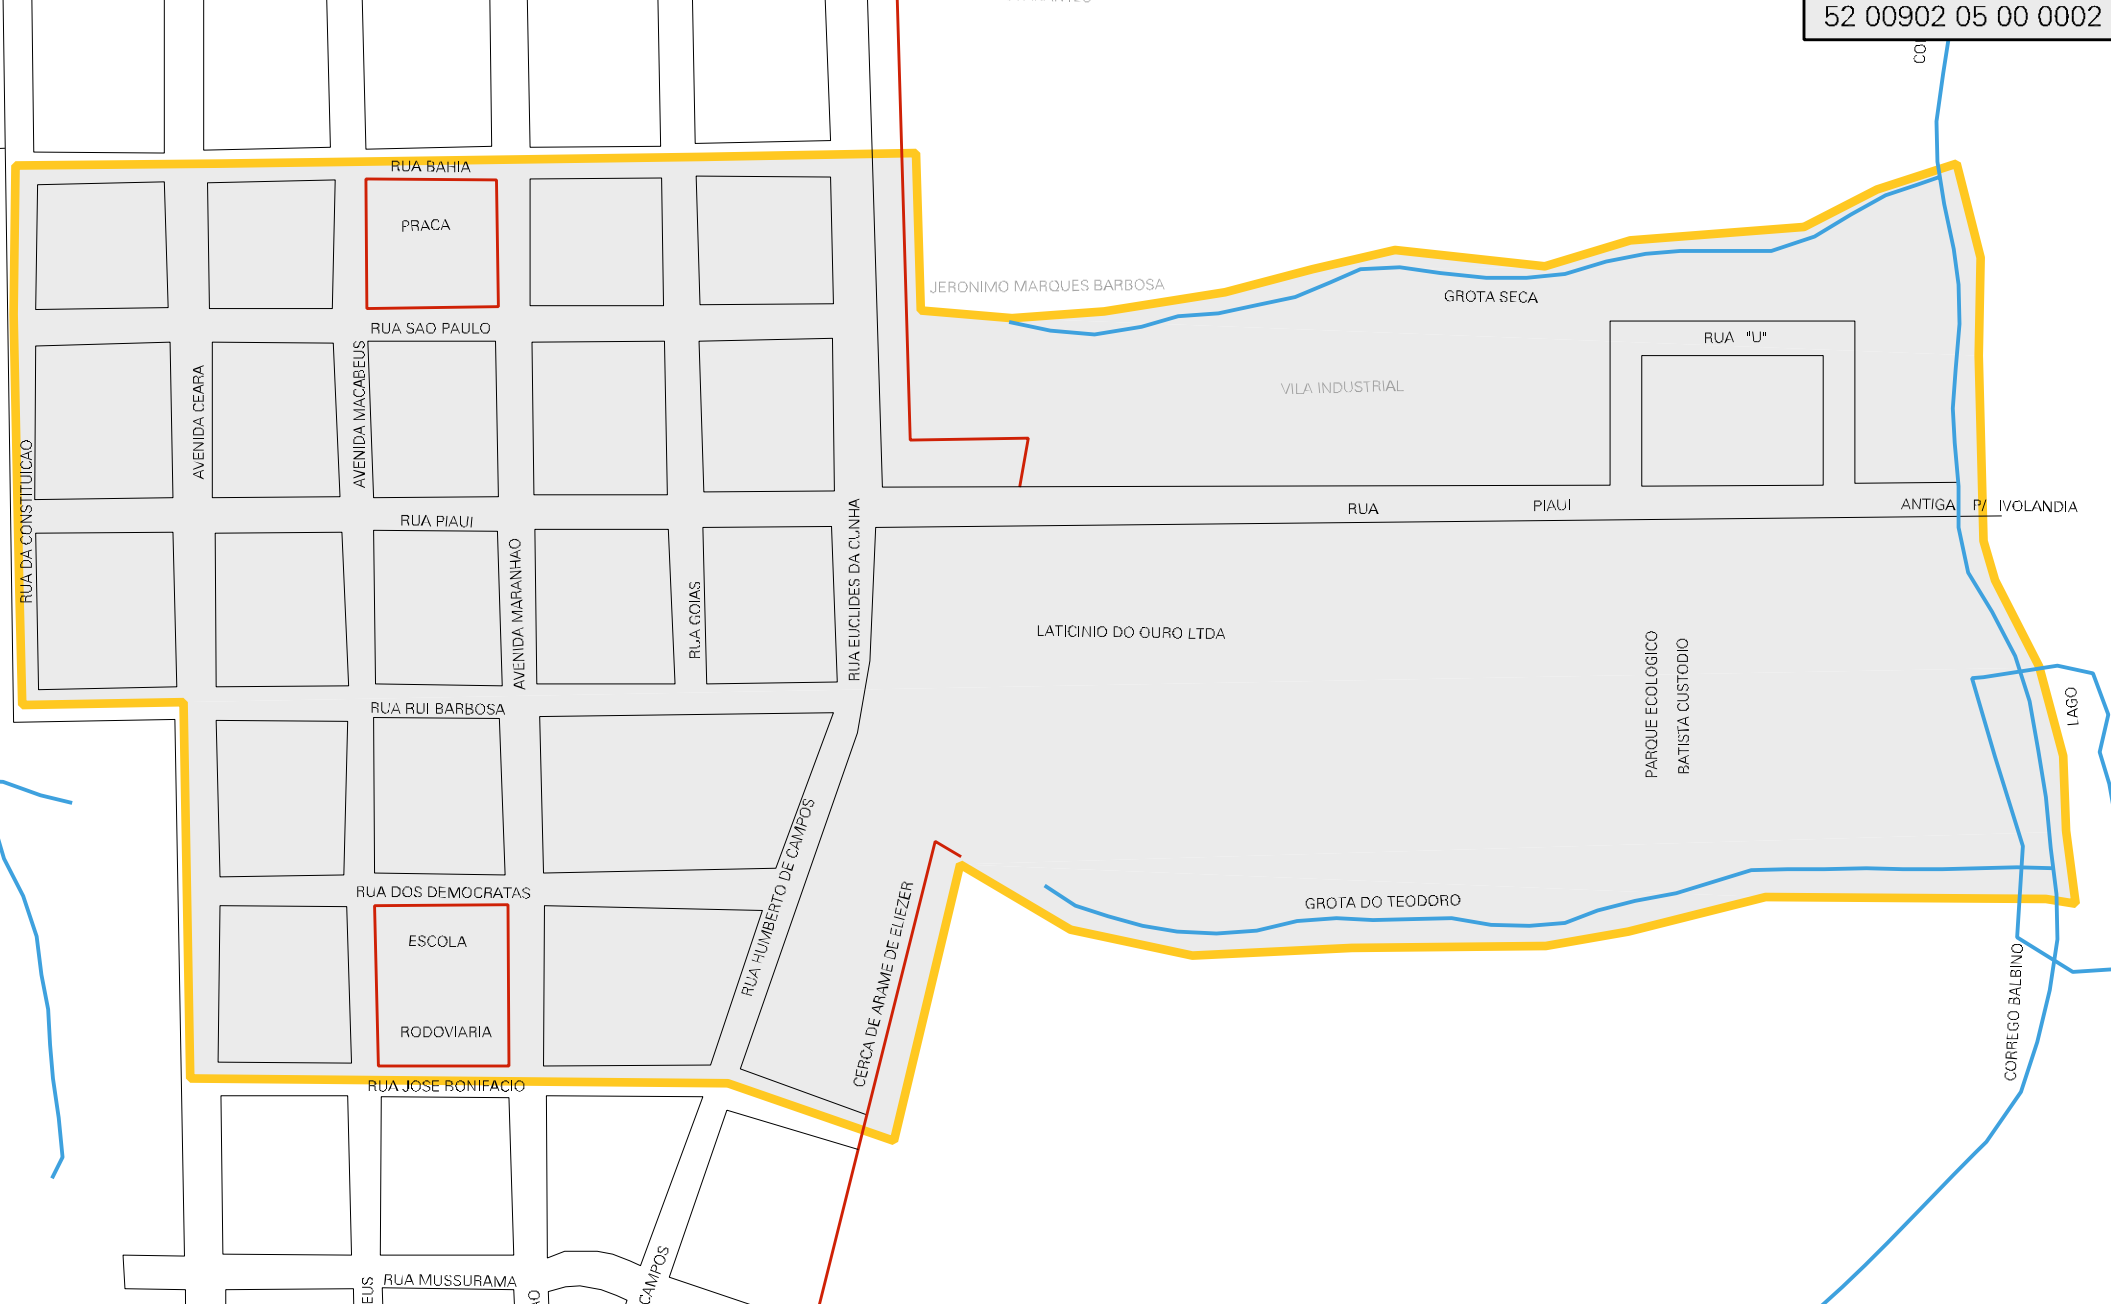 52 00902 05 00 0002
RUA BAHIA
PRACA
JERONIMO MARQUES BARBOSA
GROTA SECA
RUA SAO PAULO
RUA "U"
AVENIDA CEARA
AVENIDA MACABEUS
VILA INDUSTRIAL
RUA DA CONSTITUICAO
RUA PIAUI
RUA PIAUI
ANTIGA P/ IVOLANDIA
AVENIDA MARANHAO
RUA GOIAS
RUA EUCLIDES DA CUNHA
LATICINIO DO OURO LTDA
PARQUE ECOLOGICO
BATISTA CUSTODIO
LAGO
RUA RUI BARBOSA
RUA HUMBERTO DE CAMPOS
RUA DOS DEMOCRATAS
CERCA DE ARAME DE ELIEZER
GROTA DO TEODORO
ESCOLA
RODOVIARIA
CORREGO BALBINO
RUA JOSE BONIFACIO
RUA MUSSURAMA
CAMPOS